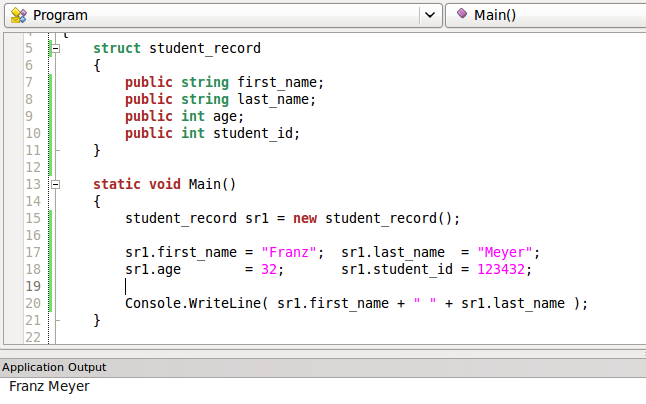 Program Main()
5 struct student_record
6 {
7 public string first_name;
8 public string last_name;
9 public int age;
10 public int student_id;
11 }
12
13 static void Main()
14 {
15 student_record sr1 = new student_record();
16
17 sr1.first_name = "Franz"; sr1.last_name = "Meyer";
18 sr1.age = 32; sr1.student_id = 123432;
19
20 Console.WriteLine( sr1.first_name + " " + sr1.last_name );
21 }
22
Application Output
Franz Meyer